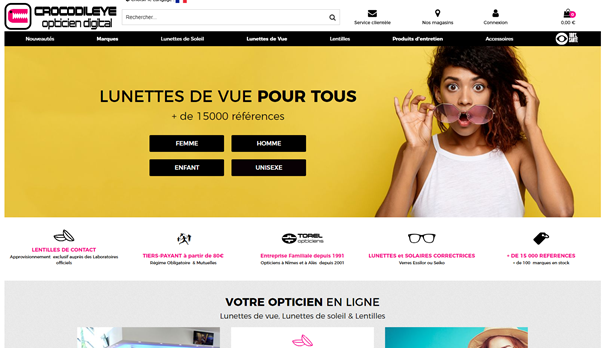 CROCODILEYE
opticien digital
Rechercher...
Service clientèle
Nos magasins
Connexion
0,00 €
Nouveautés
Marques
Lunettes de Soleil
Lunettes de Vue
Lentilles
Produits d'entretien
Accessoires
LUNETTES DE VUE POUR TOUS
+ de 15000 références
FEMME
HOMME
ENFANT
UNISEXE
LENTILLES DE CONTACT
Approvisionnement exclusif auprès des Laboratoires
officiels
TIERS-PAYANT à partir de 80€
Régime Obligatoire & Mutuelles
TOREL
opticiens
Entreprise Familiale depuis 1991
Opticiens à Nîmes et à Alès depuis 2001
LUNETTES et SOLAIRES CORRECTRICES
Verres Essilor ou Seiko
+ DE 15 000 REFERENCES
+ de 100 marques en stock
VOTRE OPTICIEN EN LIGNE
Lunettes de vue, Lunettes de soleil & Lentilles